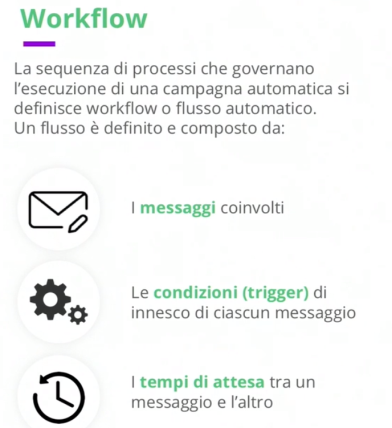 Workflow
La sequenza di processi che governano
l'esecuzione di una campagna automatica si
definisce workflow o flusso automatico.
Un flusso è definito e composto da:
I messaggi coinvolti
Le condizioni (trigger) di
innesco di ciascun messaggio
I tempi di attesa tra un
messaggio e l'altro